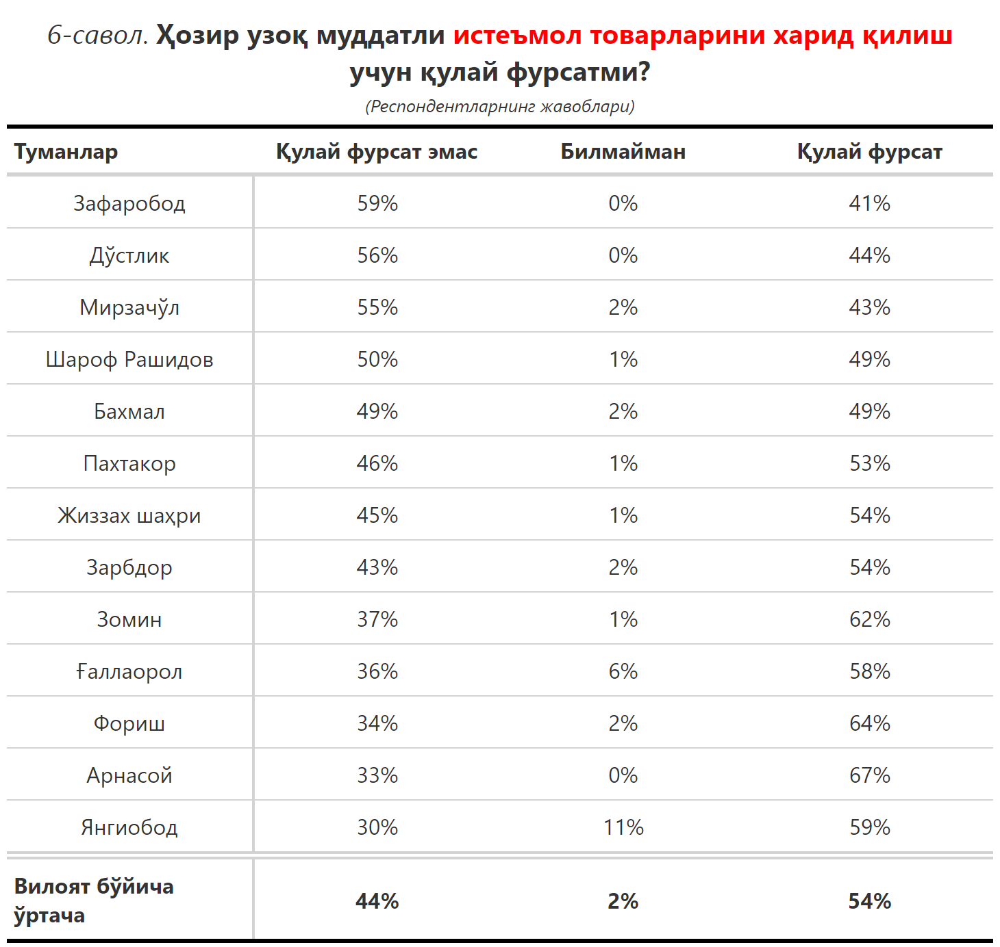 6-савол. Ҳозир узоқ муддатли истеъмол товарларини харид қилиш
учун қулай фурсатми?
(Респондентларнинг жавоблари)
Туманлар Қулай фурсат эмас Билмайман Қулай фурсат
Зафаробод 59% 0% 41%
Дўстлик 56% 0% 44%
Мирзачўл 55% 2% 43%
Шароф Рашидов 50% 1% 49%
Бахмал 49% 2% 49%
Пахтакор 46% 1% 53%
Жиззах шаҳри 45% 1% 54%
Зарбдор 43% 2% 54%
Зомин 37% 1% 62%
Ғаллаорол 36% 6% 58%
Фориш 34% 2% 64%
Арнасой 33% 0% 67%
Янгиобод 30% 11% 59%
Вилоят бўйича
ўртача 44% 2% 54%